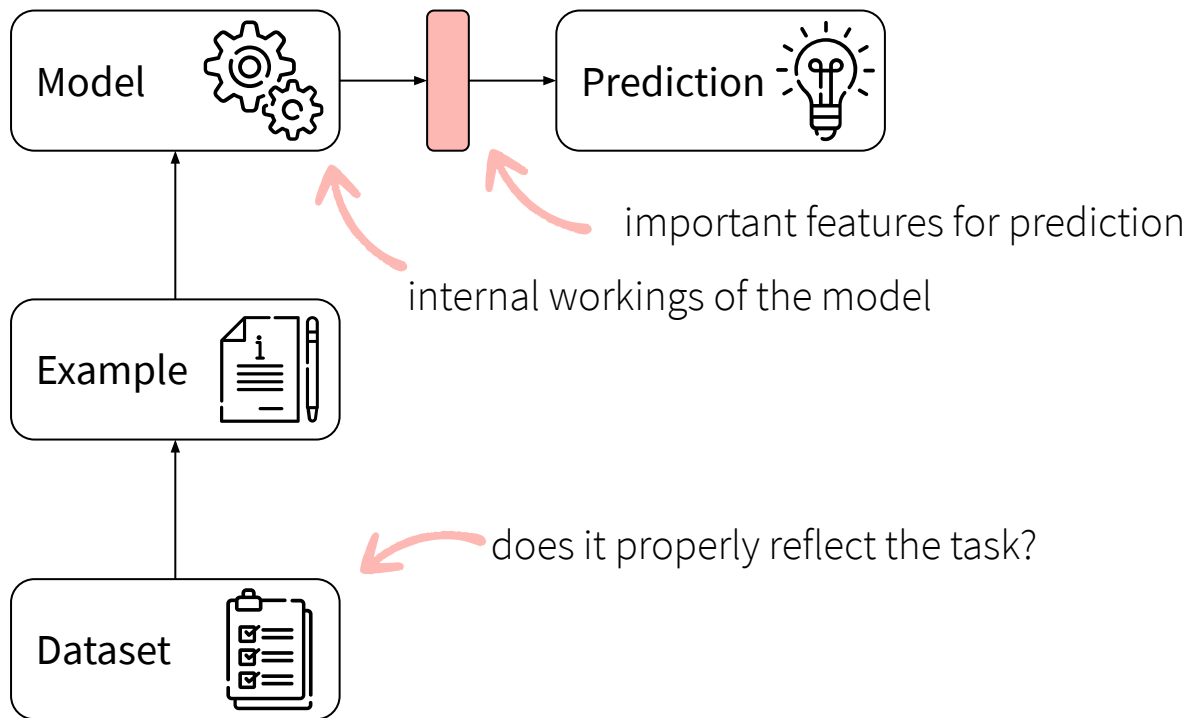 Model
Prediction
important features for prediction
internal workings of the model
i
Example
does it properly reflect the task?
Dataset